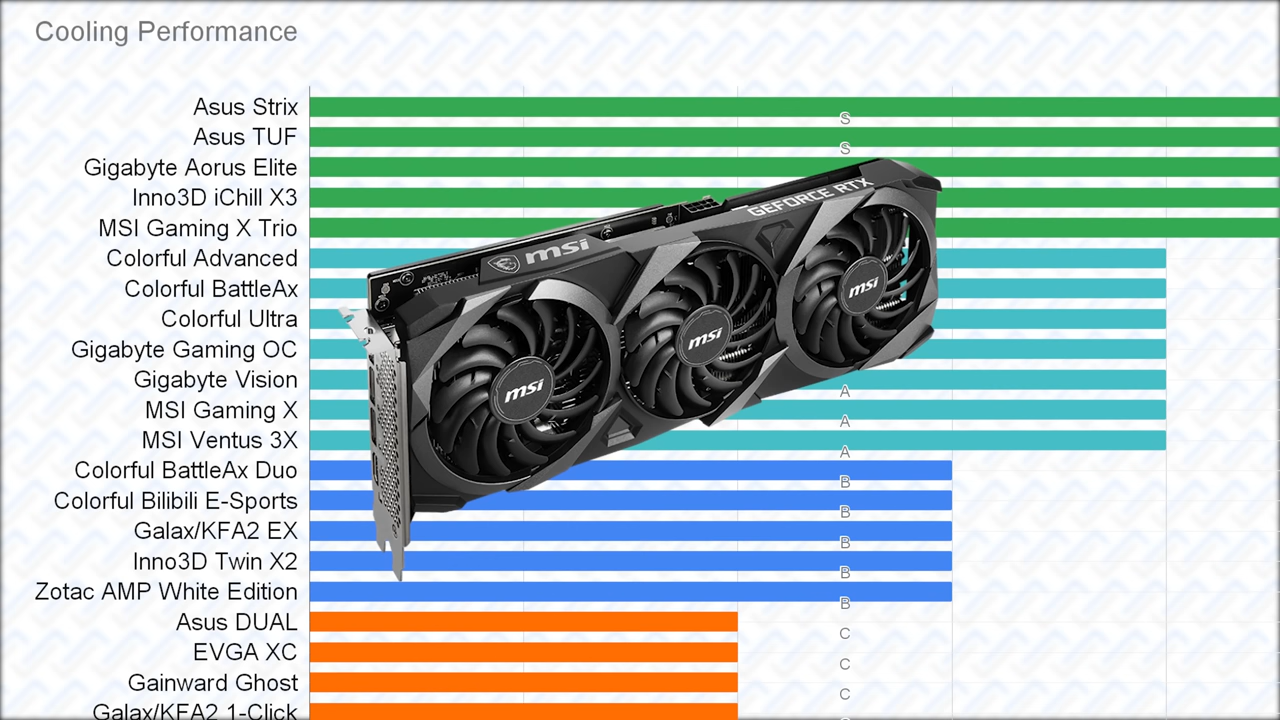 Cooling Performance
Asus Strix
S
Asus TUF
S
Gigabyte Aorus Elite
Inno3D iChill X3
GEFORCE RTX
MSI Gaming X Trio
msi
Colorful Advanced
Colorful BattleAx
msi
Colorful Ultra
msi
Gigabyte Gaming OC
Gigabyte Vision
msi
A
MSI Gaming X
A
MSI Ventus 3X
A
Colorful BattleAx Duo
B
Colorful Bilibili E-Sports
B
Galax/KFA2 EX
B
Inno3D Twin X2
B
Zotac AMP White Edition
B
Asus DUAL
C
EVGA XC
C
Gainward Ghost
C
Galax/KFA2 1-Click